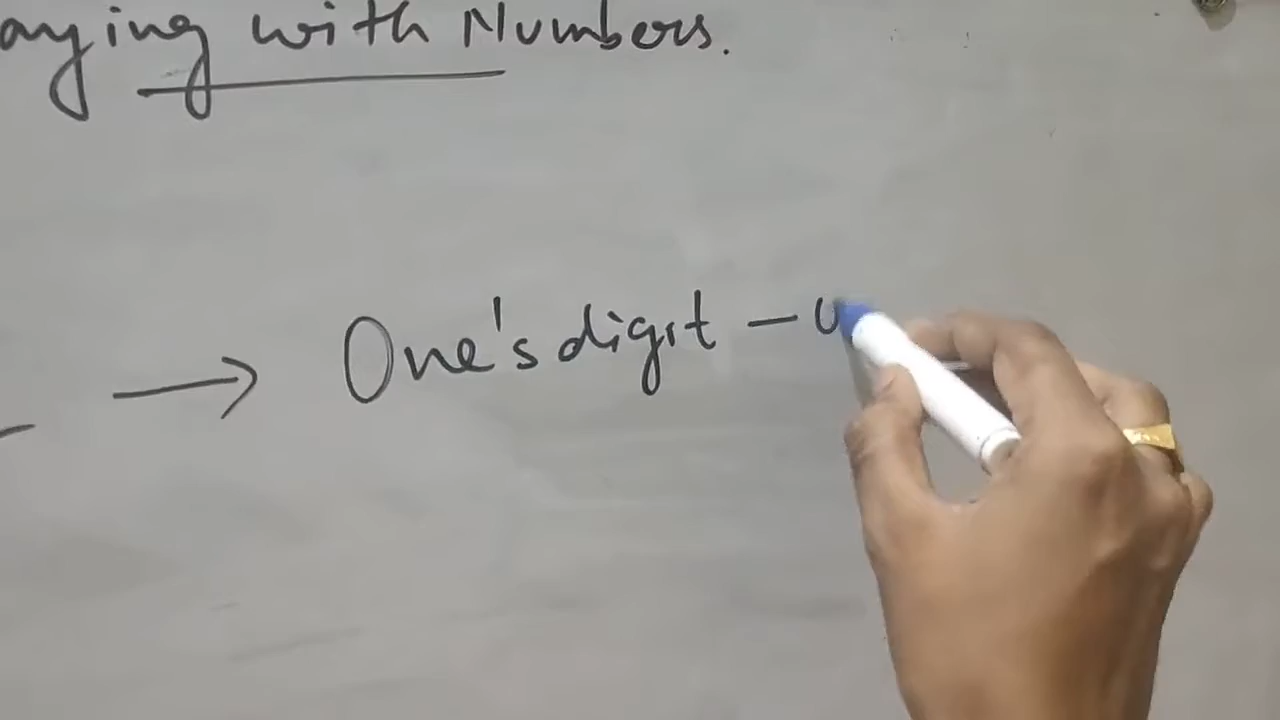 aying with Numbers.
→ One's digit –